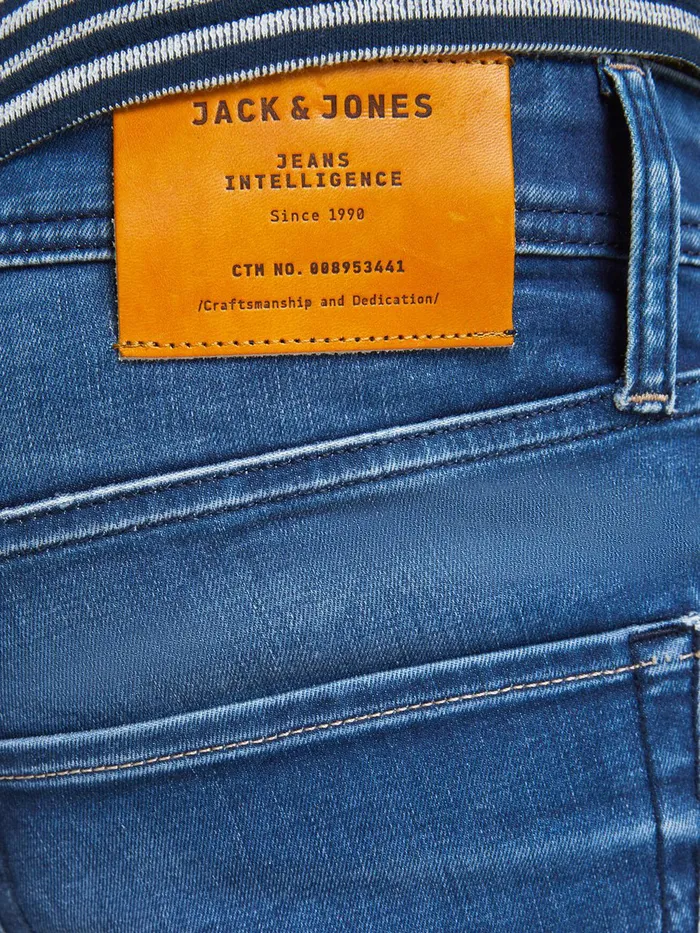 JACK & JONES
JEANS
INTELLIGENCE
Since 1990
CTM NO. 008953441
/Craftsmanship and Dedication/